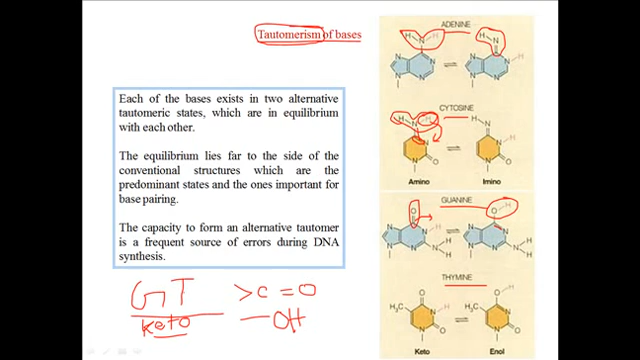 Tautomerism of bases
Each of the bases exists in two alternative
tautomeric states, which are in equilibrium
with each other.
The equilibrium lies far to the side of the
conventional structures which are the
predominant states and the ones important for
base pairing.
The capacity to form an alternative tautomer
is a frequent source of errors during DNA
synthesis.
GT >c=O
keto —OH
ADENINE
H H H
N N
N N N N H
N N N N
CYTOSINE
H N H H N
N N H
N O N O
Amino Imino
GUANINE
O O H
N N H N N
N N N H N N N H
H H
THYMINE
O O H
H3C N H H3C N
N O N O
Keto Enol